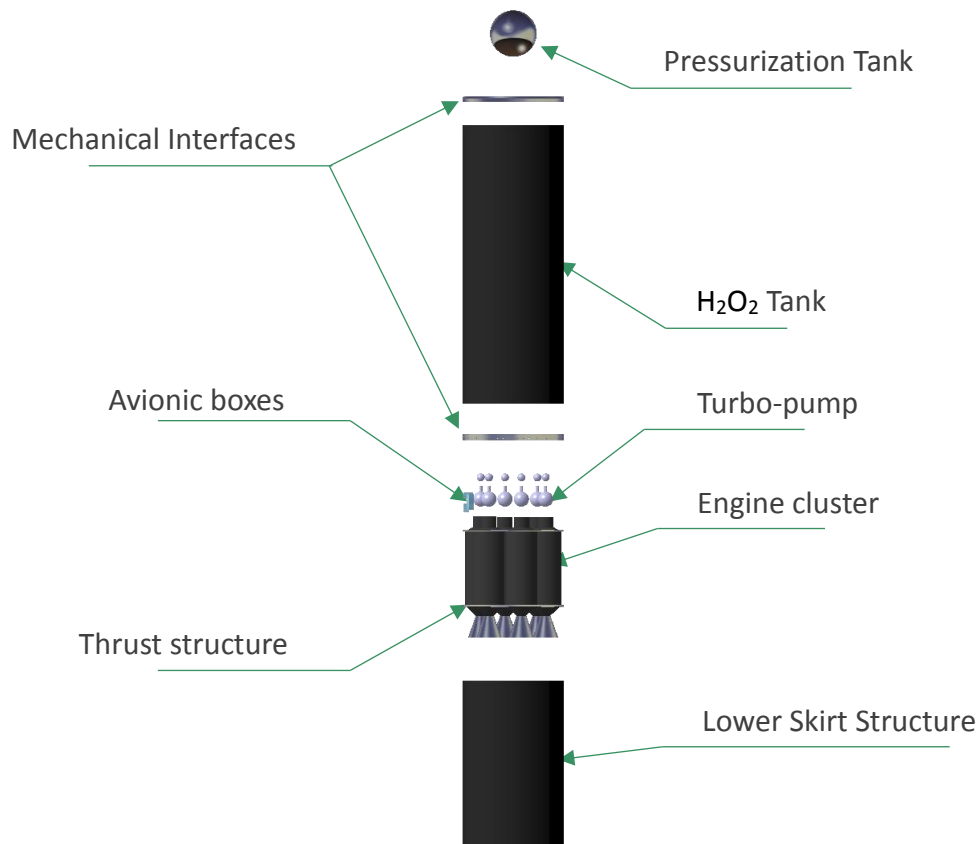 Pressurization Tank
Mechanical Interfaces
H₂O₂ Tank
Avionic boxes
Turbo-pump
Engine cluster
Thrust structure
Lower Skirt Structure